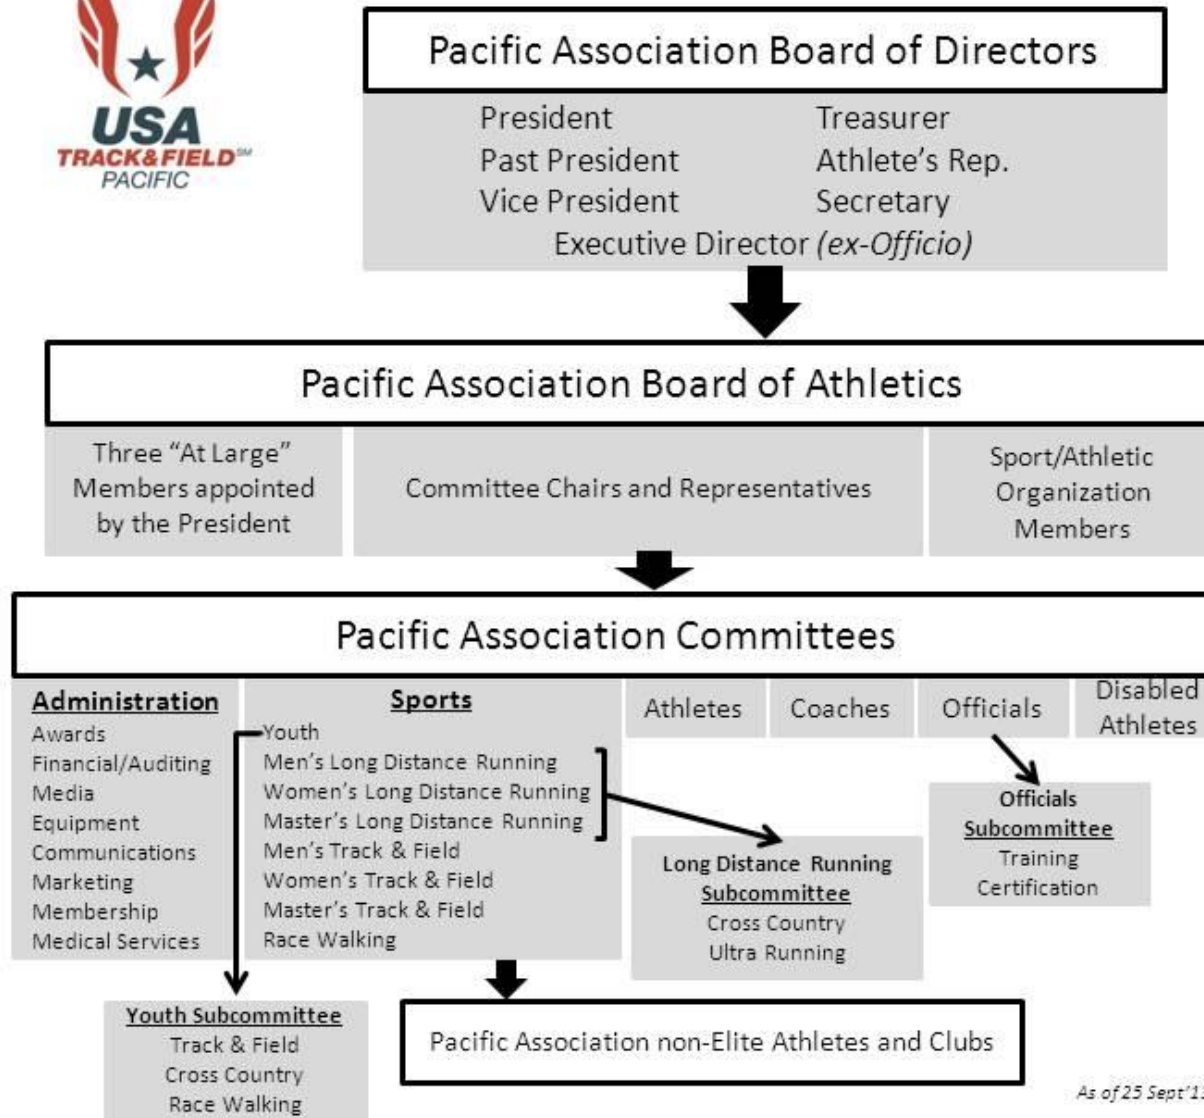 USA
TRACK&FIELD℠
PACIFIC
Pacific Association Board of Directors
President
Past President
Vice President
Treasurer
Athlete's Rep.
Secretary
Executive Director (ex-Officio)
Pacific Association Board of Athletics
Three “At Large”
Members appointed
by the President
Committee Chairs and Representatives
Sport/Athletic
Organization
Members
Pacific Association Committees
Administration
Awards
Financial/Auditing
Media
Equipment
Communications
Marketing
Membership
Medical Services
Sports
Youth
Men's Long Distance Running
Women's Long Distance Running
Master's Long Distance Running
Men's Track & Field
Women's Track & Field
Master's Track & Field
Race Walking
Athletes
Coaches
Officials
Disabled
Athletes
Officials
Subcommittee
Training
Certification
Long Distance Running
Subcommittee
Cross Country
Ultra Running
Youth Subcommittee
Track & Field
Cross Country
Race Walking
Pacific Association non-Elite Athletes and Clubs
As of 25 Sept